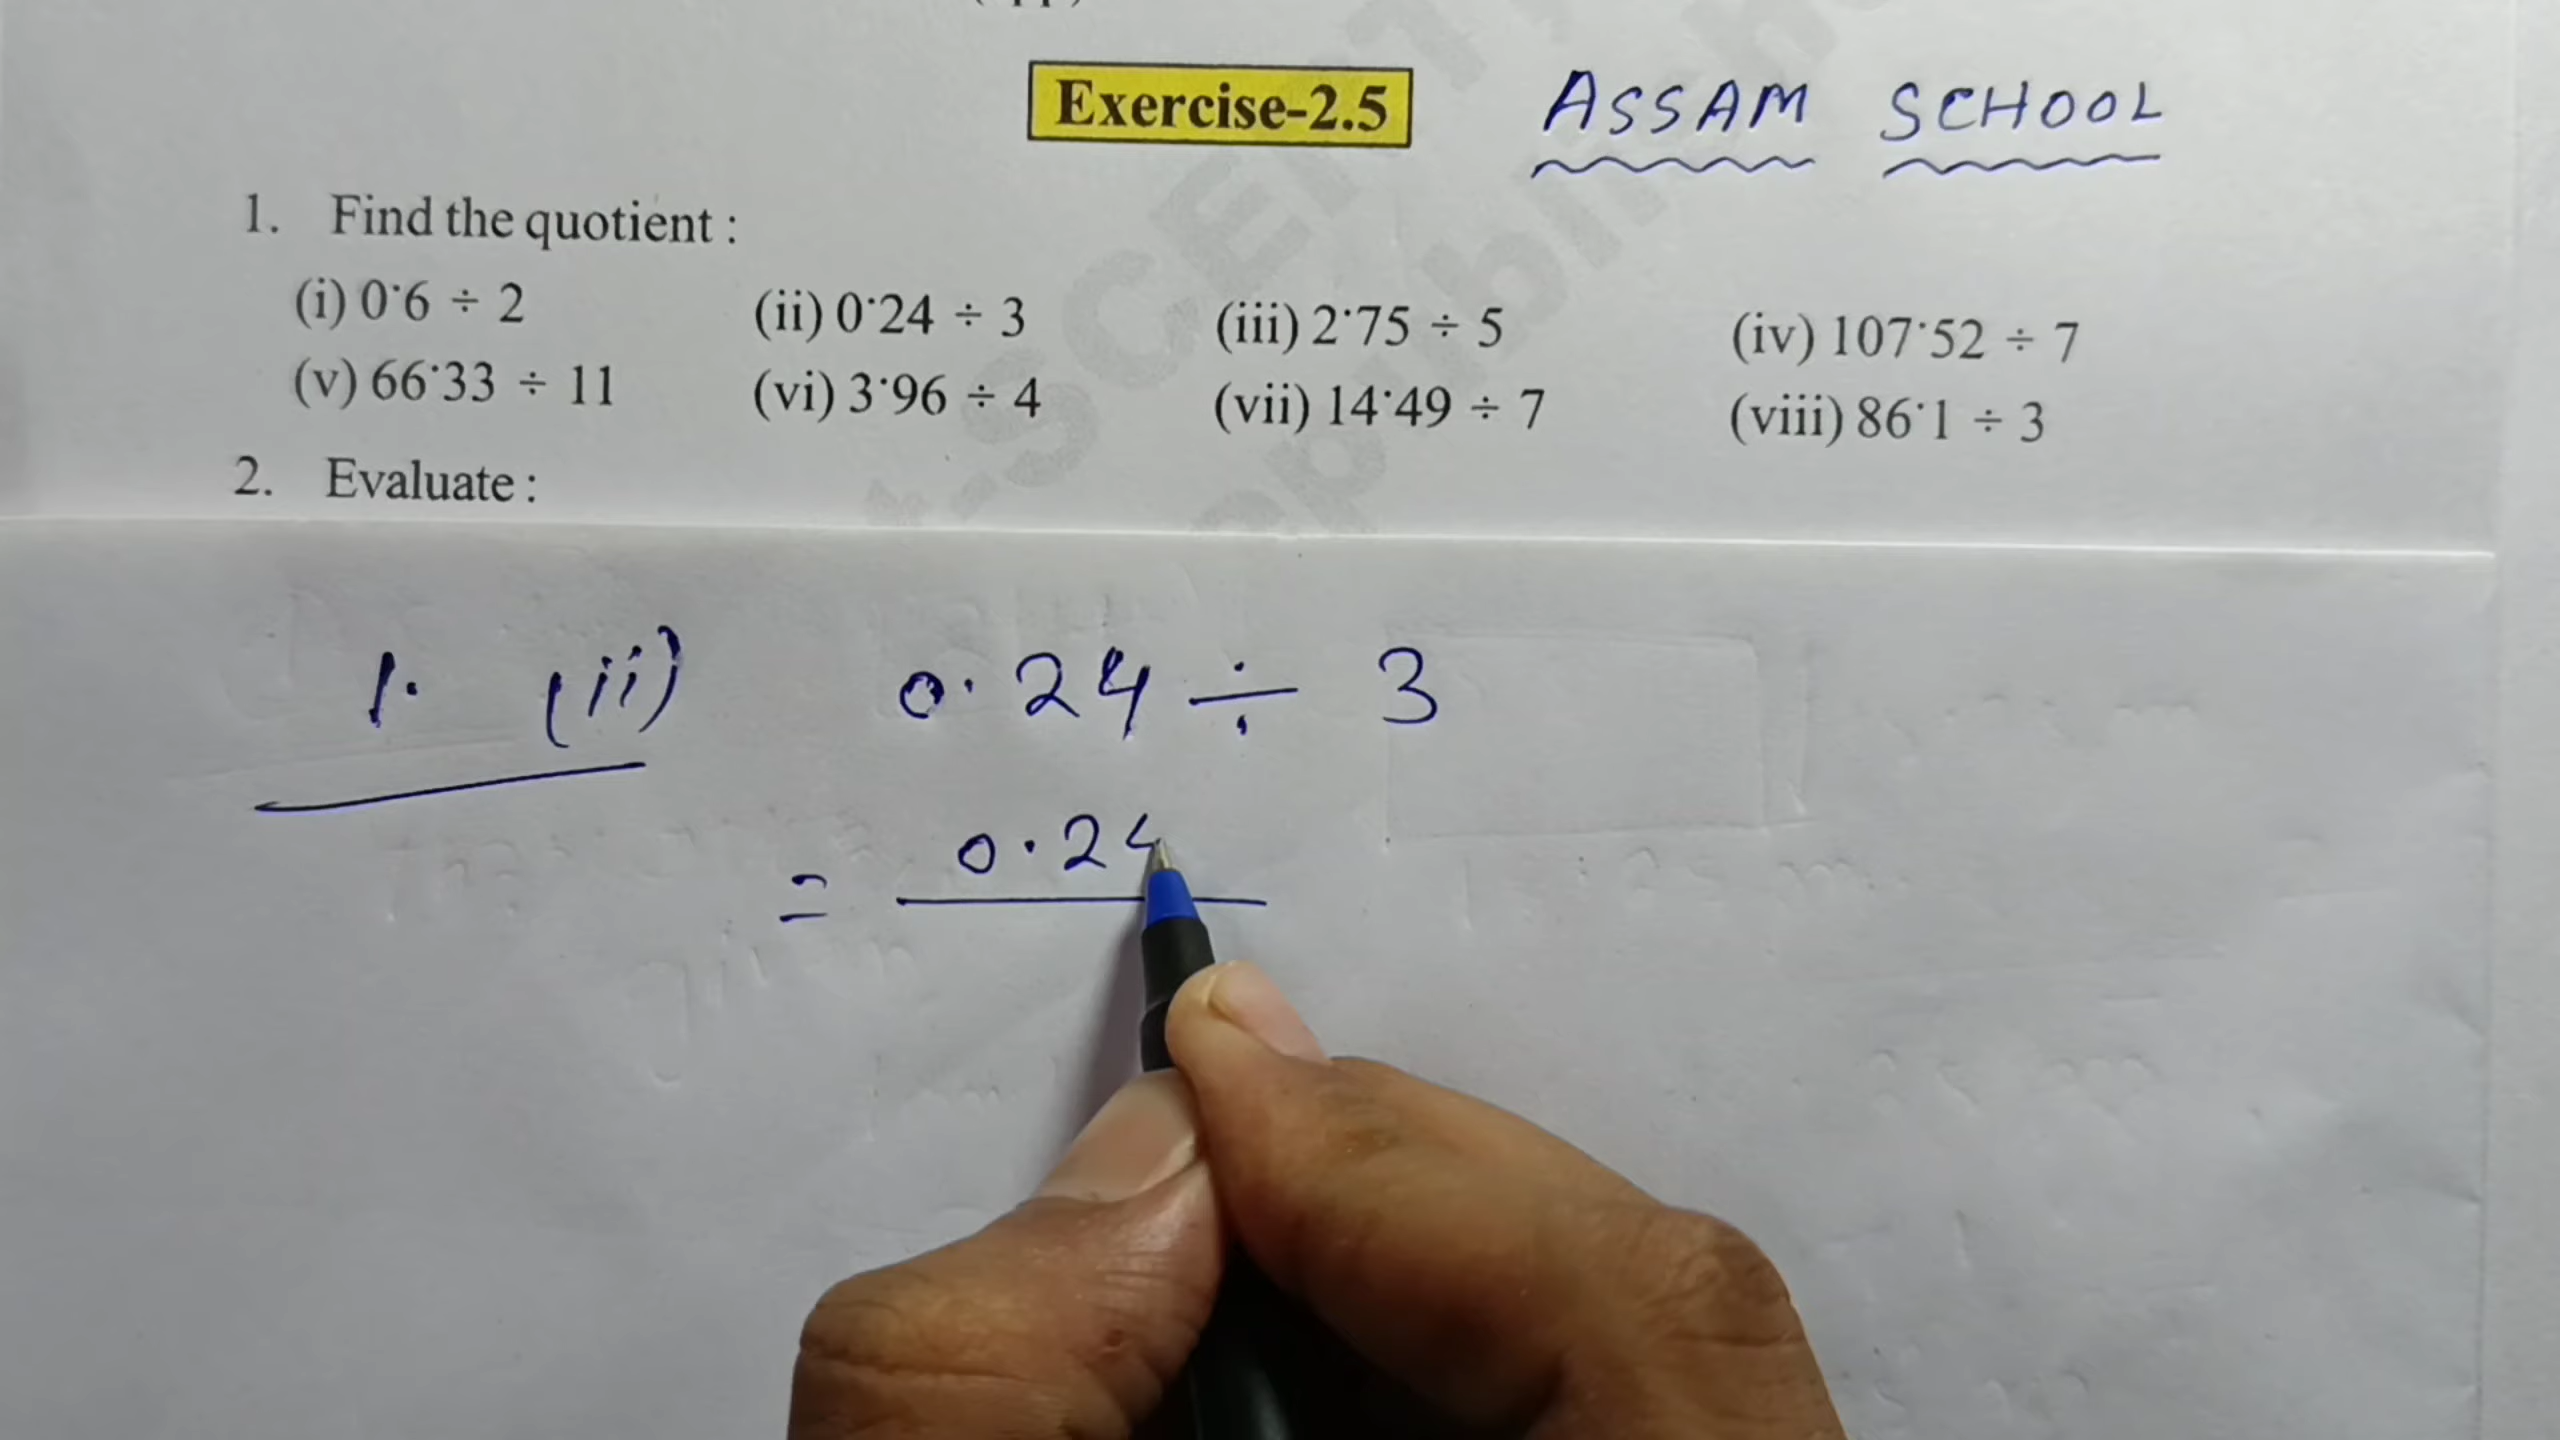 Exercise-2.5 ASSAM SCHOOL
1. Find the quotient :
(i) 0·6 ÷ 2 (ii) 0·24 ÷ 3 (iii) 2·75 ÷ 5 (iv) 107·52 ÷ 7
(v) 66·33 ÷ 11 (vi) 3·96 ÷ 4 (vii) 14·49 ÷ 7 (viii) 86·1 ÷ 3
2. Evaluate :
1. (ii) 0.24 ÷ 3
= 0.24